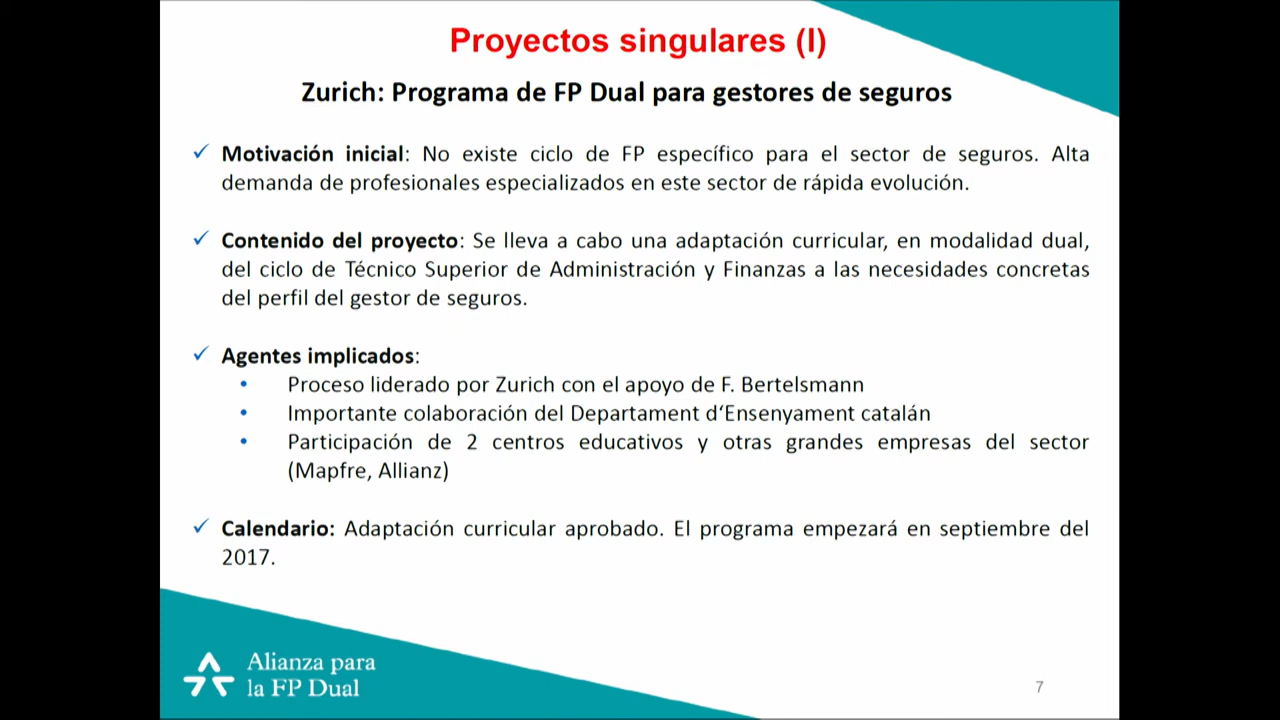 Proyectos singulares (I)
Zurich: Programa de FP Dual para gestores de seguros
✓ Motivación inicial: No existe ciclo de FP específico para el sector de seguros. Alta
demanda de profesionales especializados en este sector de rápida evolución.
✓ Contenido del proyecto: Se lleva a cabo una adaptación curricular, en modalidad dual,
del ciclo de Técnico Superior de Administración y Finanzas a las necesidades concretas
del perfil del gestor de seguros.
✓ Agentes implicados:
• Proceso liderado por Zurich con el apoyo de F. Bertelsmann
• Importante colaboración del Departament d‘Ensenyament catalán
• Participación de 2 centros educativos y otras grandes empresas del sector
(Mapfre, Allianz)
✓ Calendario: Adaptación curricular aprobado. El programa empezará en septiembre del
2017.
Alianza para
la FP Dual
7